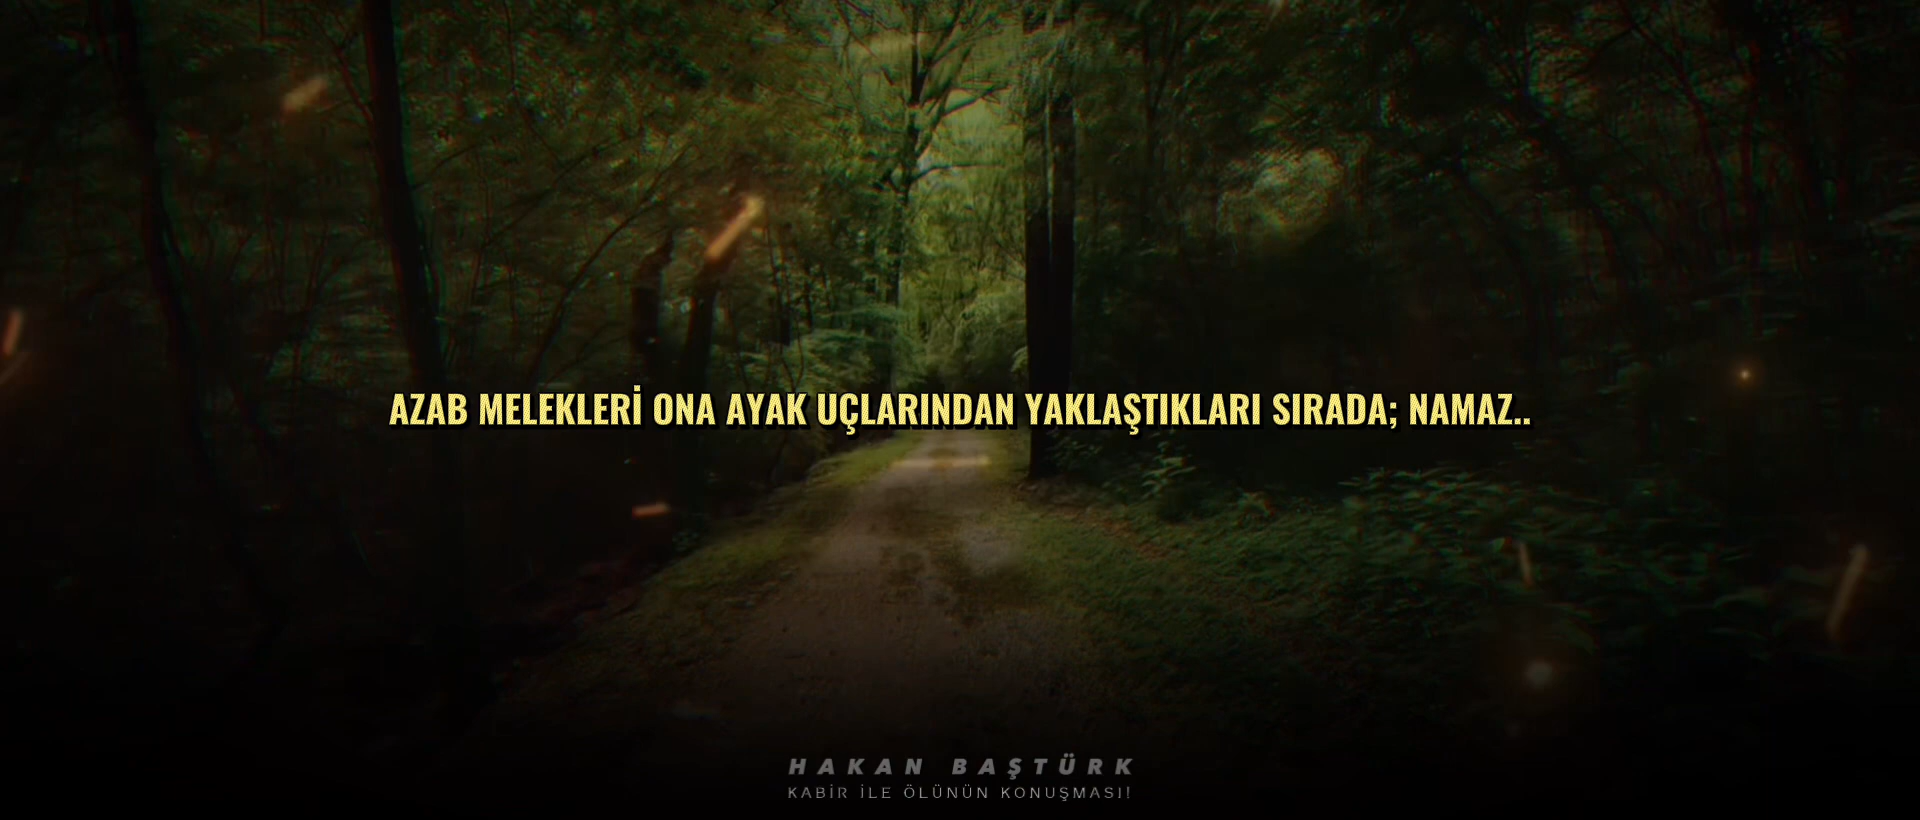 AZAB MELEKLERİ ONA AYAK UÇLARINDAN YAKLAŞTIKLARI SIRADA; NAMAZ..
HAKAN BAŞTÜRK
KABİR İLE ÖLÜNÜN KONUŞMASI!